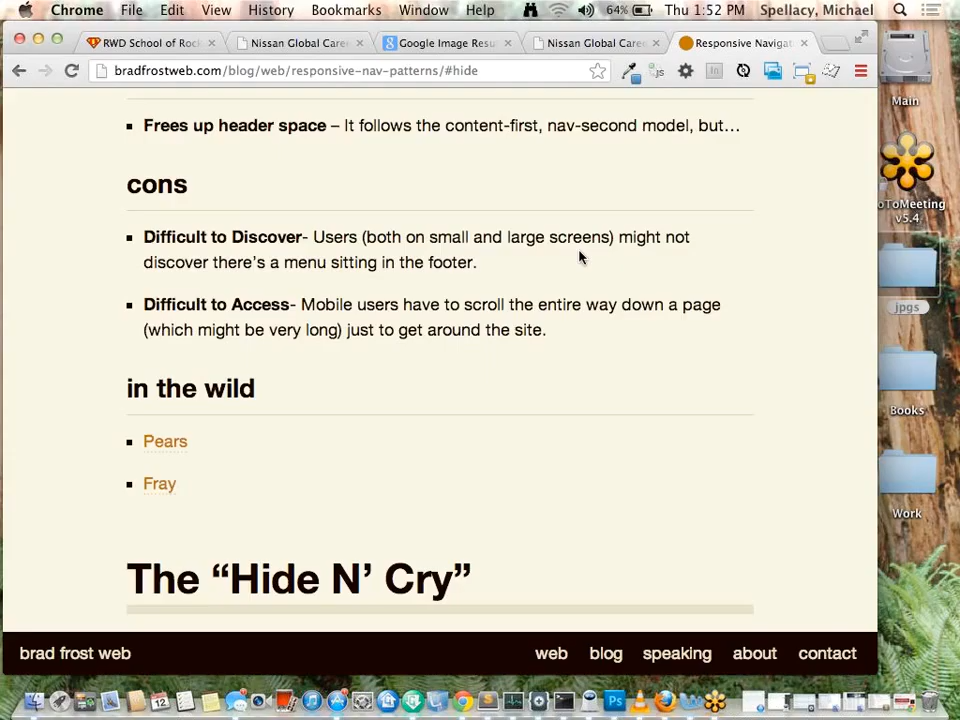 Chrome File Edit View History Bookmarks Window Help 64% Thu 1:52 PM Spellacy, Michael
RWD School of Roc
Nissan Global Care
Google Image Resu
Nissan Global Care
Responsive Navigat
bradfrostweb.com/blog/web/responsive-nav-patterns/#hide
Frees up header space – It follows the content-first, nav-second model, but…
cons
Difficult to Discover- Users (both on small and large screens) might not
discover there's a menu sitting in the footer.
Difficult to Access- Mobile users have to scroll the entire way down a page
(which might be very long) just to get around the site.
in the wild
Pears
Fray
The “Hide N’ Cry”
brad frost web web blog speaking about contact
Main
oToMeeting
v5.4
jpgs
Books
Work